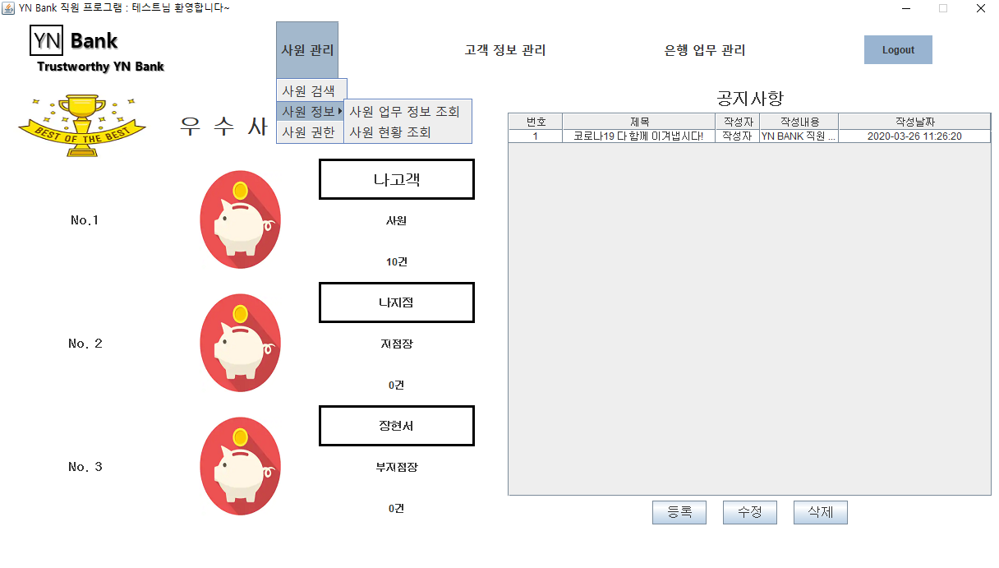 YN Bank 직원 프로그램 : 테스트님 환영합니다~
YN Bank
Trustworthy YN Bank
사원 관리
고객 정보 관리
은행 업무 관리
Logout
사원 검색
사원 정보
사원 권한
사원 업무 정보 조회
사원 현황 조회
BEST OF THE BEST
우 수 사
No.1
나고객
사원
10건
No. 2
나지점
지점장
0건
No. 3
장현서
부지점장
0건
공지사항
번호 제목 작성자 작성내용 작성날짜
1 코로나19 다 함께 이겨냅시다! 작성자 YN BANK 직원 ... 2020-03-26 11:26:20
등록 수정 삭제